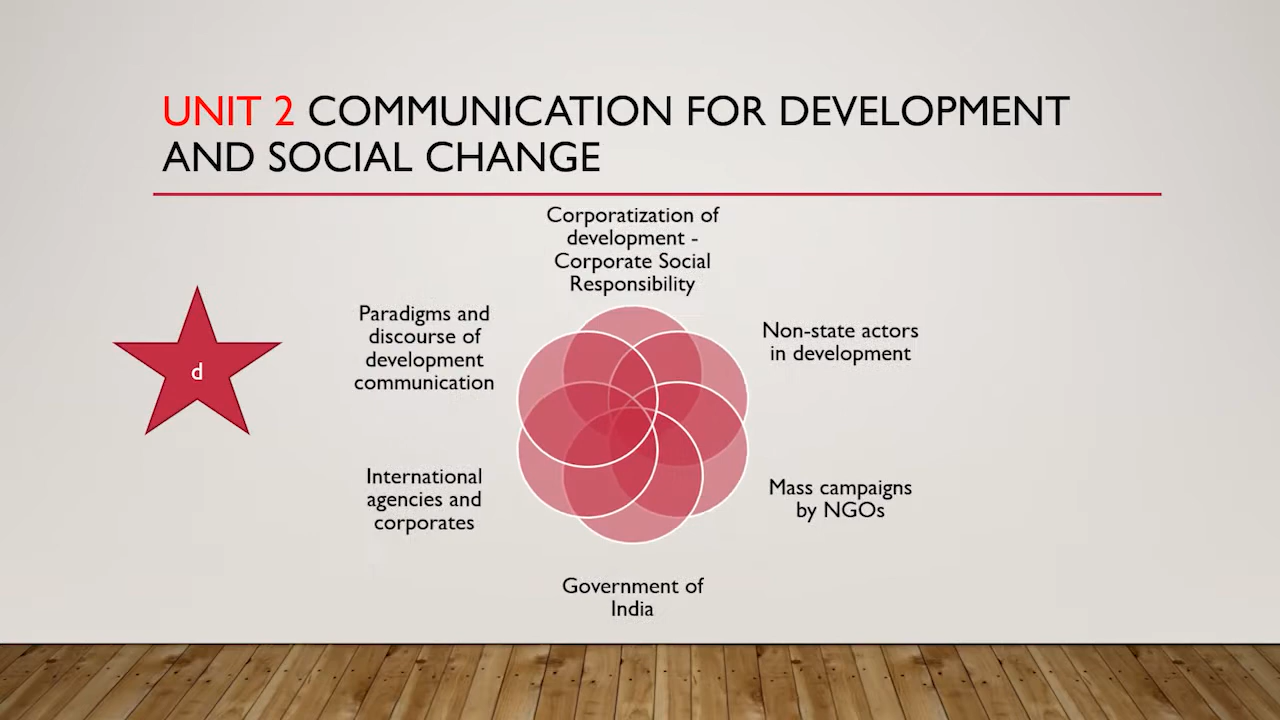 UNIT 2 COMMUNICATION FOR DEVELOPMENT
AND SOCIAL CHANGE
Corporatization of
development -
Corporate Social
Responsibility
Non-state actors
in development
Mass campaigns
by NGOs
Government of
India
International
agencies and
corporates
Paradigms and
discourse of
development
communication
d